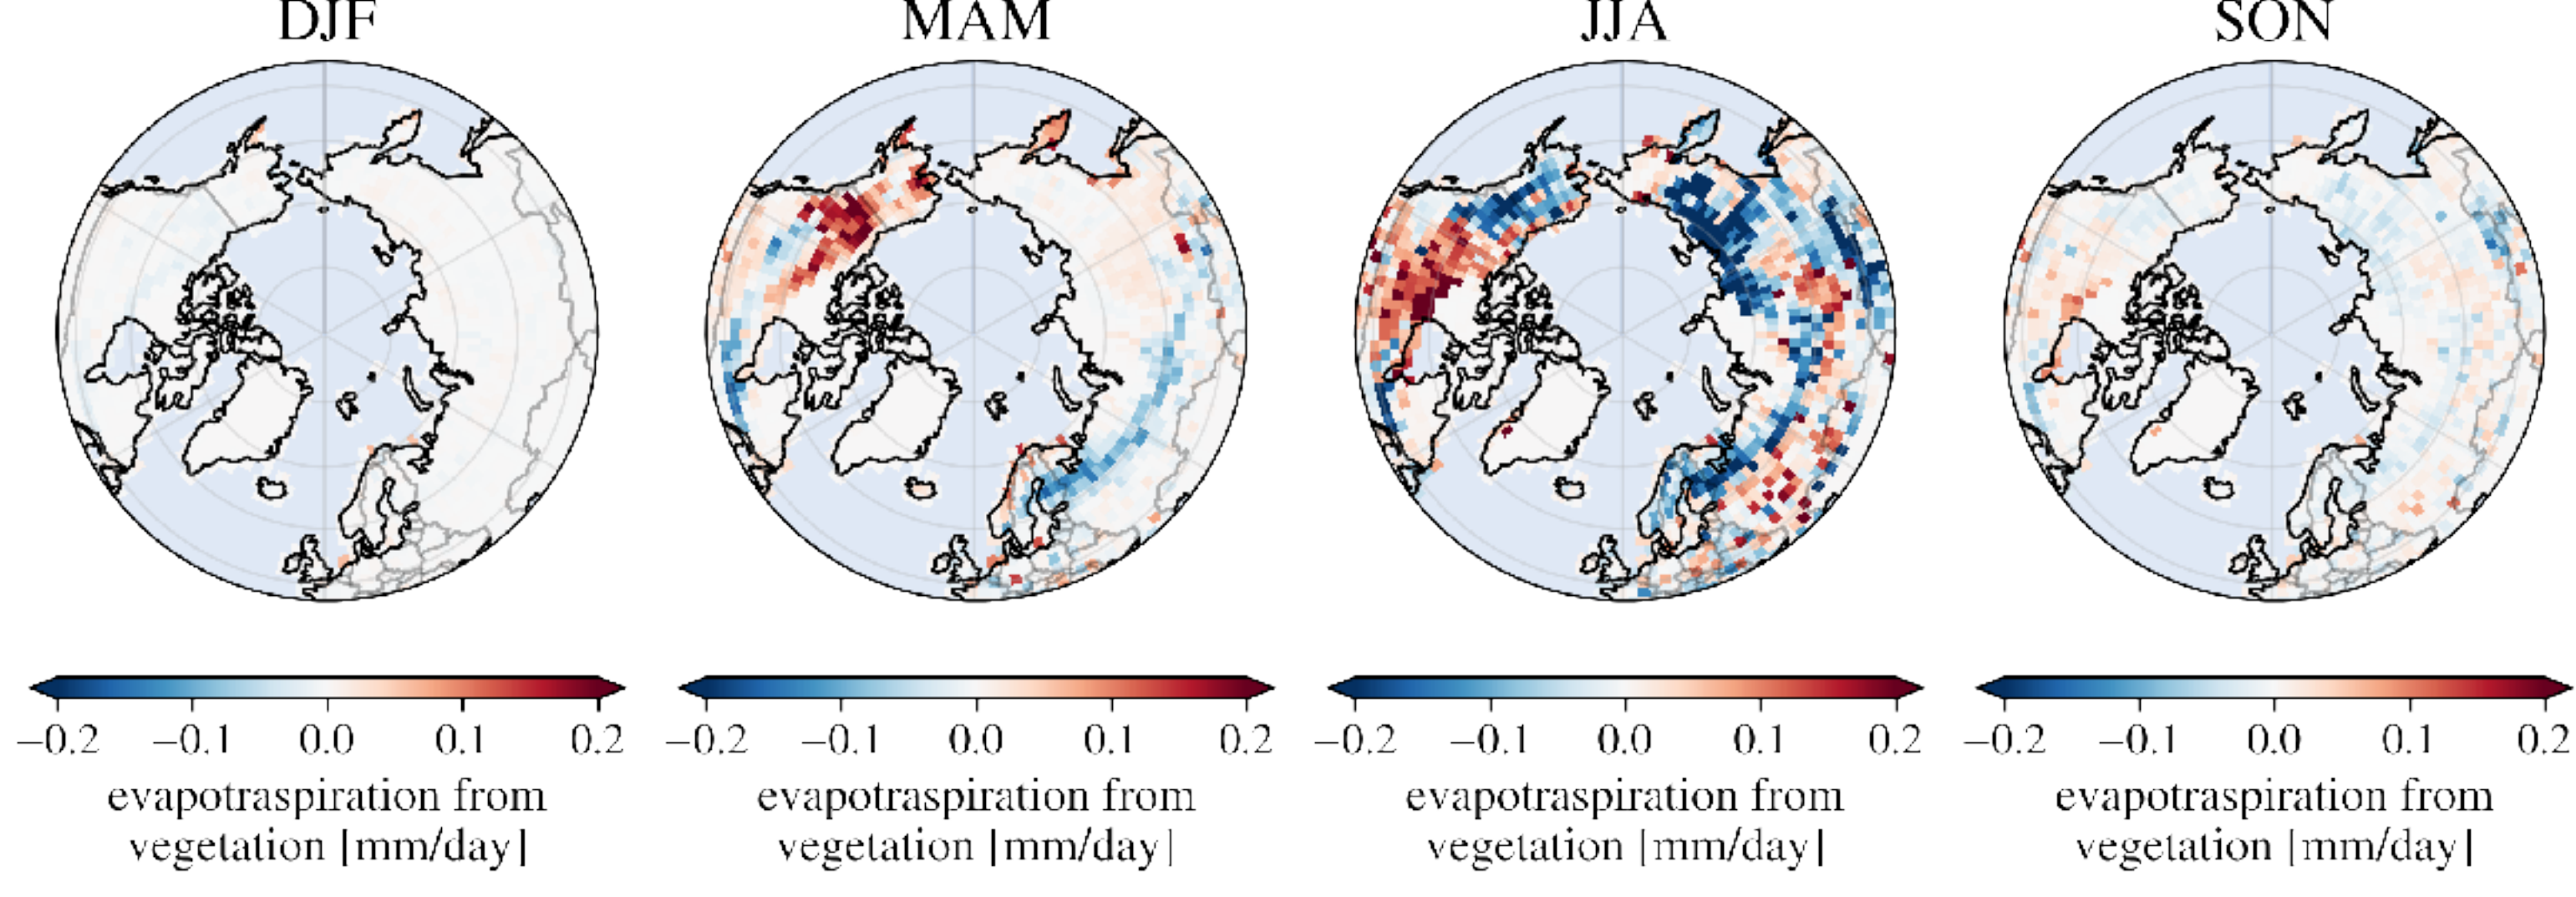 DJF MAM JJA SON
−0.2 −0.1 0.0 0.1 0.2 −0.2 −0.1 0.0 0.1 0.2 −0.2 −0.1 0.0 0.1 0.2 −0.2 −0.1 0.0 0.1 0.2
evapotraspiration from evapotraspiration from evapotraspiration from evapotraspiration from
vegetation [mm/day] vegetation [mm/day] vegetation [mm/day] vegetation [mm/day]